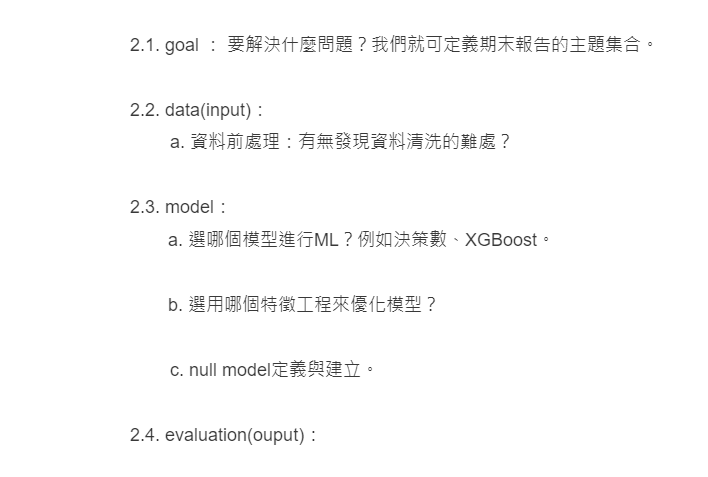 2.1. goal ： 要解決什麼問題？我們就可定義期末報告的主題集合。
2.2. data(input)：
a. 資料前處理：有無發現資料清洗的難處？
2.3. model：
a. 選哪個模型進行ML？例如決策數、XGBoost。
b. 選用哪個特徵工程來優化模型？
c. null model定義與建立。
2.4. evaluation(ouput)：